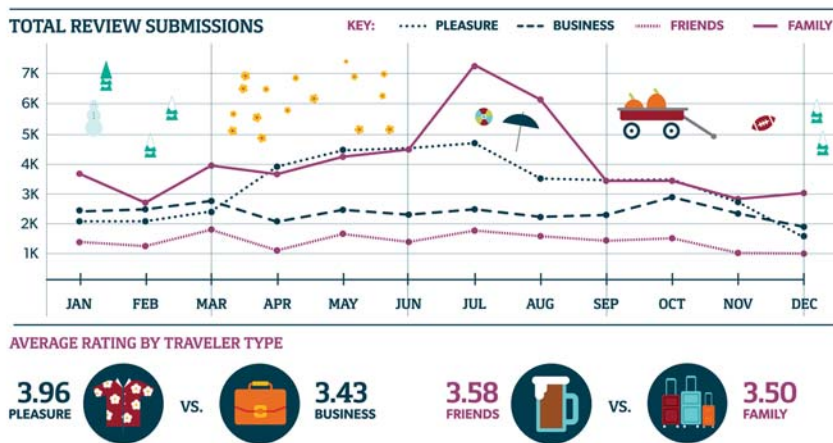 TOTAL REVIEW SUBMISSIONS
KEY: PLEASURE BUSINESS FRIENDS FAMILY
7K
6K
5K
4K
3K
2K
1K
JAN FEB MAR APR MAY JUN JUL AUG SEP OCT NOV DEC
AVERAGE RATING BY TRAVELER TYPE
3.96
PLEASURE
VS.
3.43
BUSINESS
3.58
FRIENDS
VS.
3.50
FAMILY